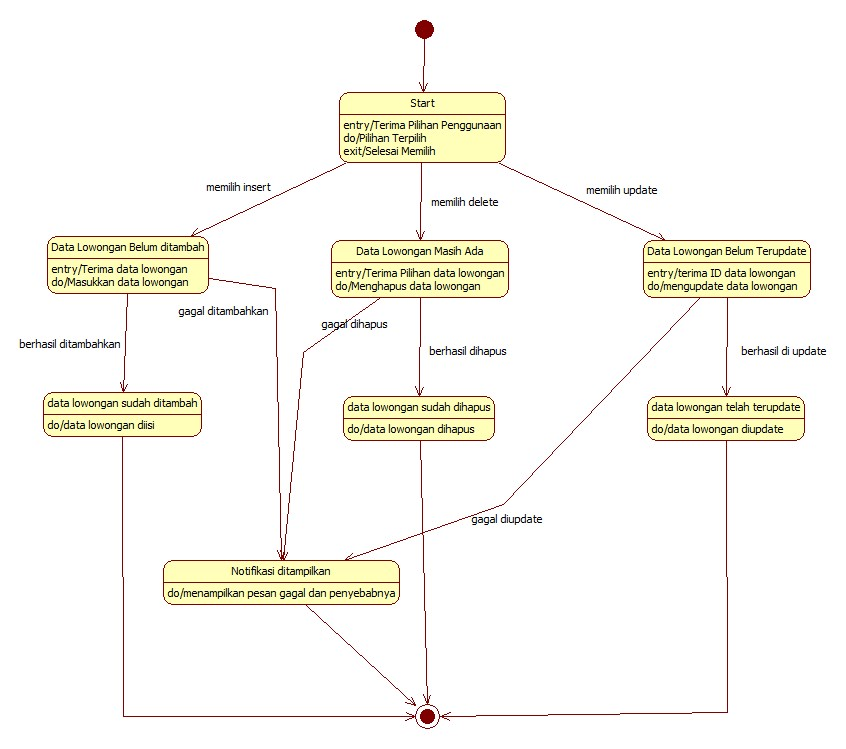 Start
entry/Terima Pilihan Penggunaan
do/Pilihan Terpilih
exit/Selesai Memilih
memilih insert
memilih delete
memilih update
Data Lowongan Belum ditambah
entry/Terima data lowongan
do/Masukkan data lowongan
Data Lowongan Masih Ada
entry/Terima Pilihan data lowongan
do/Menghapus data lowongan
Data Lowongan Belum Terupdate
entry/terima ID data lowongan
do/mengupdate data lowongan
gagal ditambahkan
gagal dihapus
berhasil ditambahkan
berhasil dihapus
berhasil di update
data lowongan sudah ditambah
do/data lowongan diisi
data lowongan sudah dihapus
do/data lowongan dihapus
data lowongan telah terupdate
do/data lowongan diupdate
gagal diupdate
Notifikasi ditampilkan
do/menampilkan pesan gagal dan penyebabnya